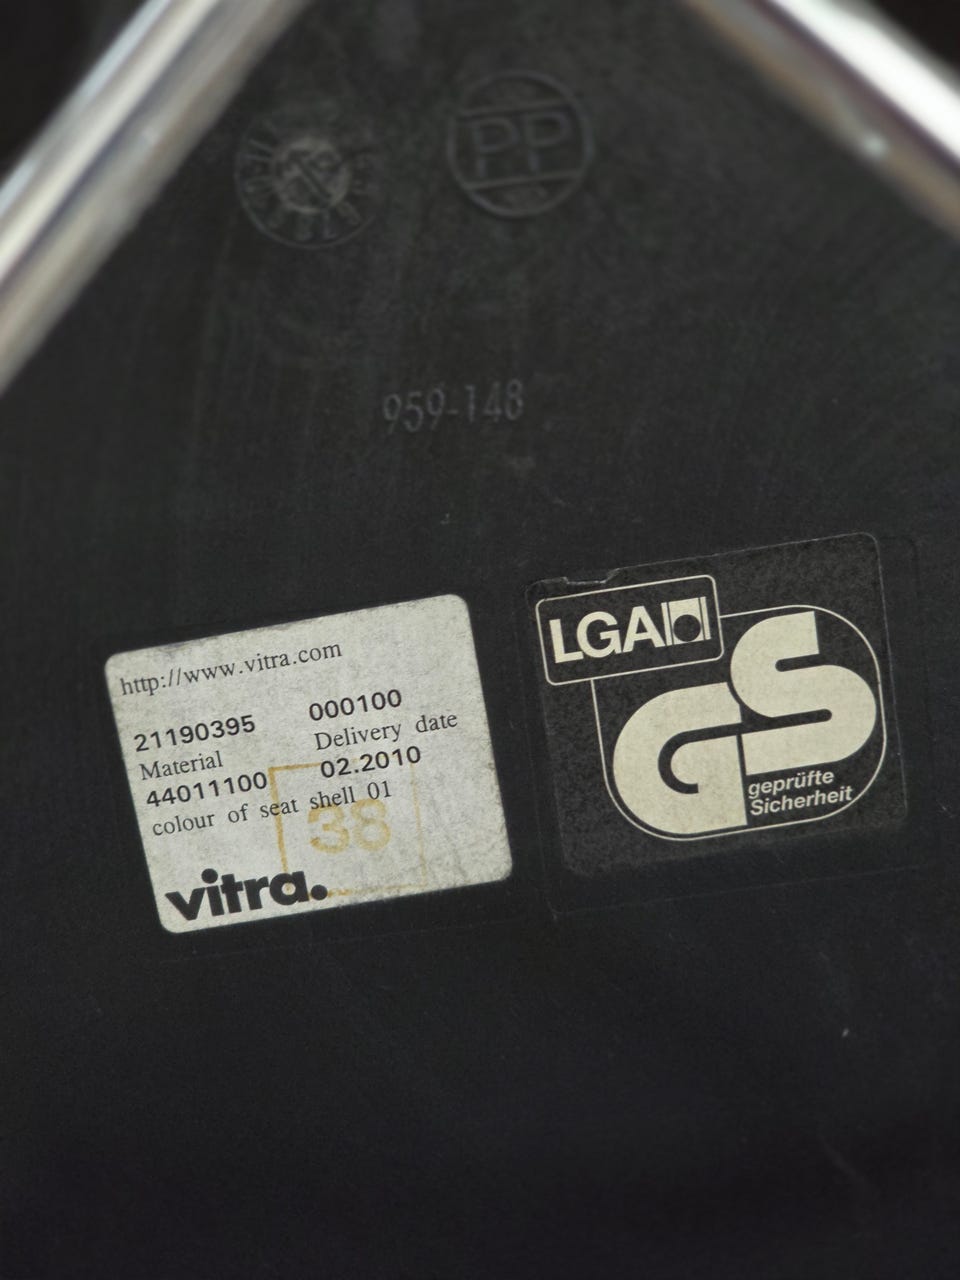 PP
959-148
http://www.vitra.com
21190395 000100
Material Delivery date
44011100 02.2010
colour of seat shell 01
38
vitra.
LGA
GS
geprüfte
Sicherheit